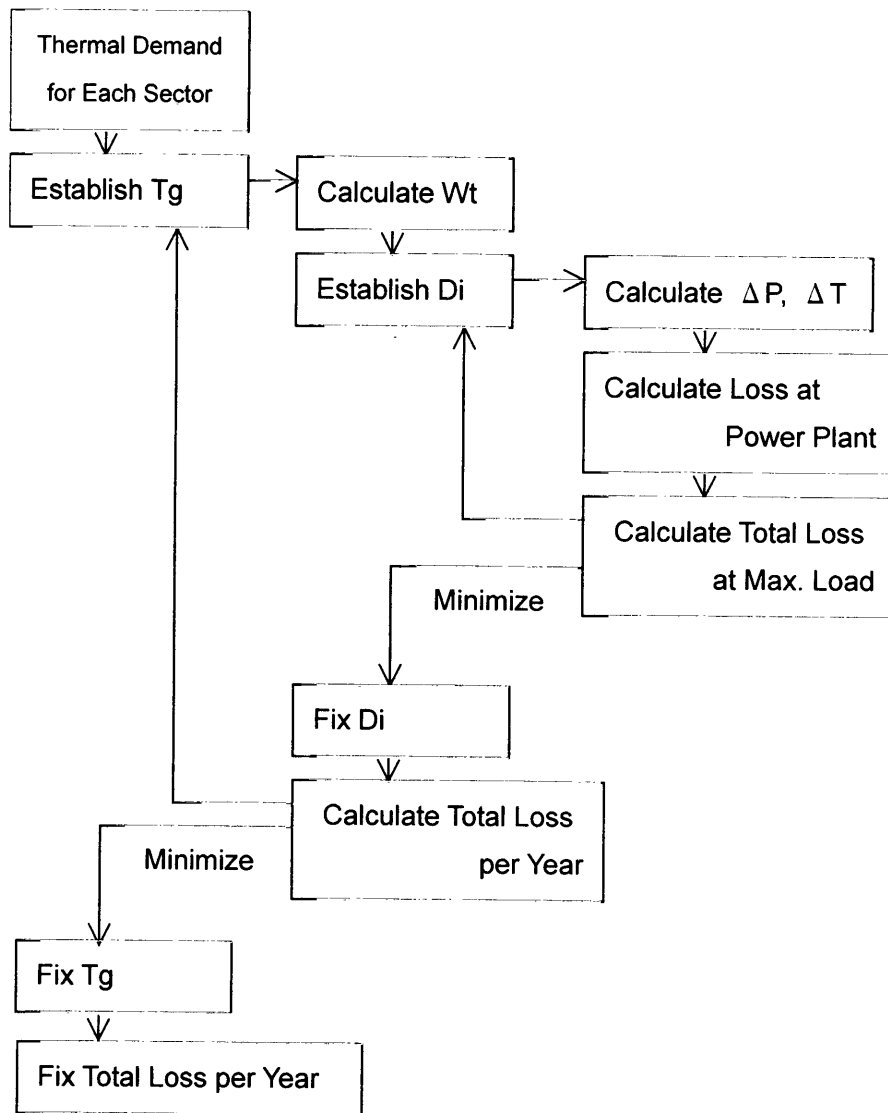 Thermal Demand
for Each Sector
Establish Tg
Calculate Wt
Establish Di
Calculate ΔP, ΔT
Calculate Loss at
Power Plant
Calculate Total Loss
at Max. Load
Minimize
Fix Di
Calculate Total Loss
per Year
Minimize
Fix Tg
Fix Total Loss per Year